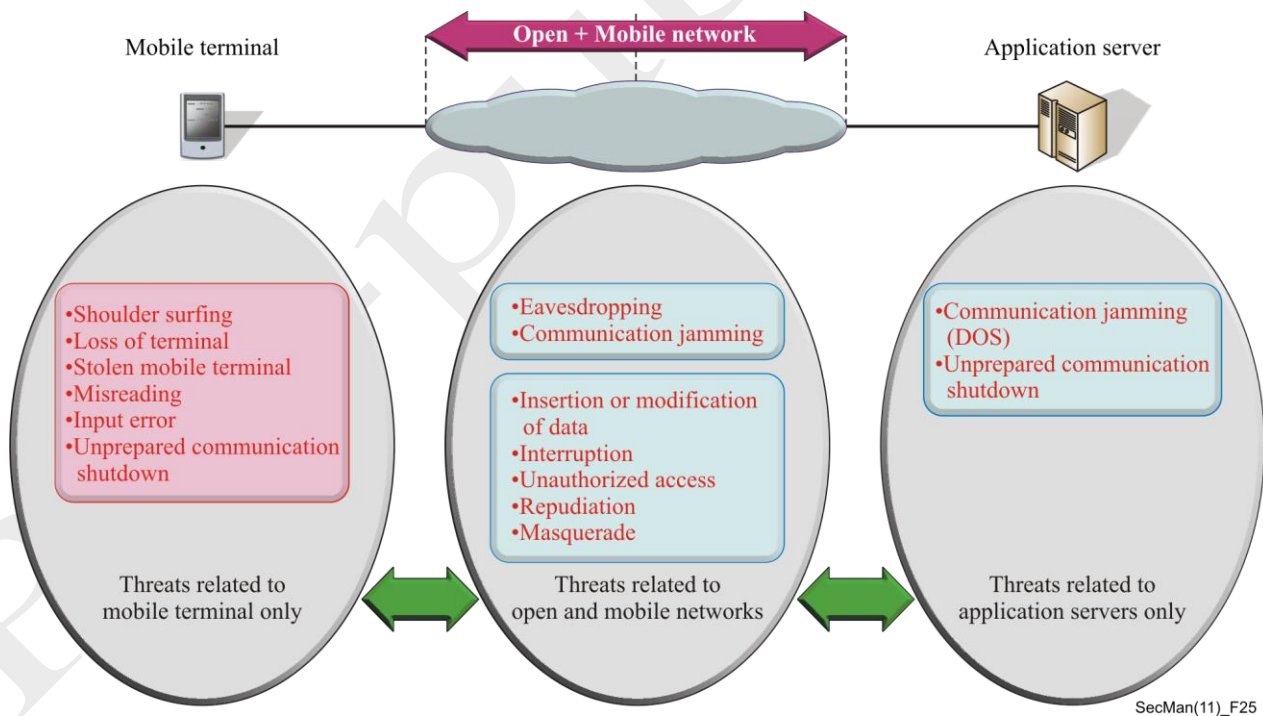 Open + Mobile network
Mobile terminal
Application server
•Shoulder surfing
•Loss of terminal
•Stolen mobile terminal
•Misreading
•Input error
•Unprepared communication
shutdown
Threats related to
mobile terminal only
•Eavesdropping
•Communication jamming
•Insertion or modification
of data
•Interruption
•Unauthorized access
•Repudiation
•Masquerade
Threats related to
open and mobile networks
•Communication jamming
(DOS)
•Unprepared communication
shutdown
Threats related to
application servers only
SecMan(11)_F25